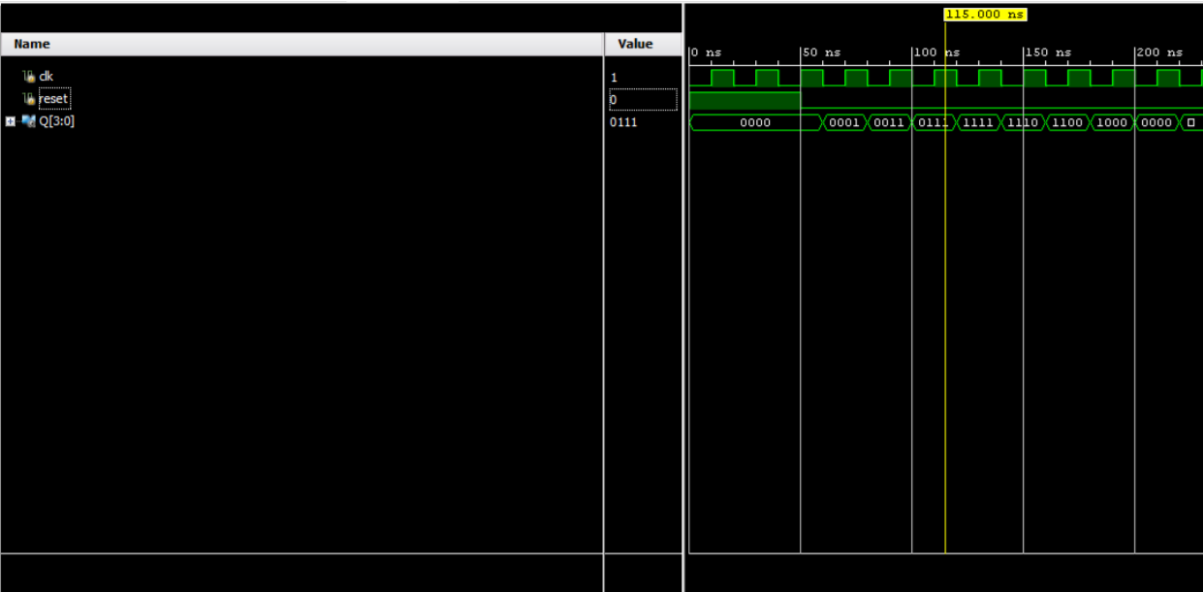 115.000 ns
Name Value
0 ns 50 ns 100 ns 150 ns 200 ns
clk 1
reset 0
Q[3:0] 0111 0000 0001 0011 0111 1111 1110 1100 1000 0000